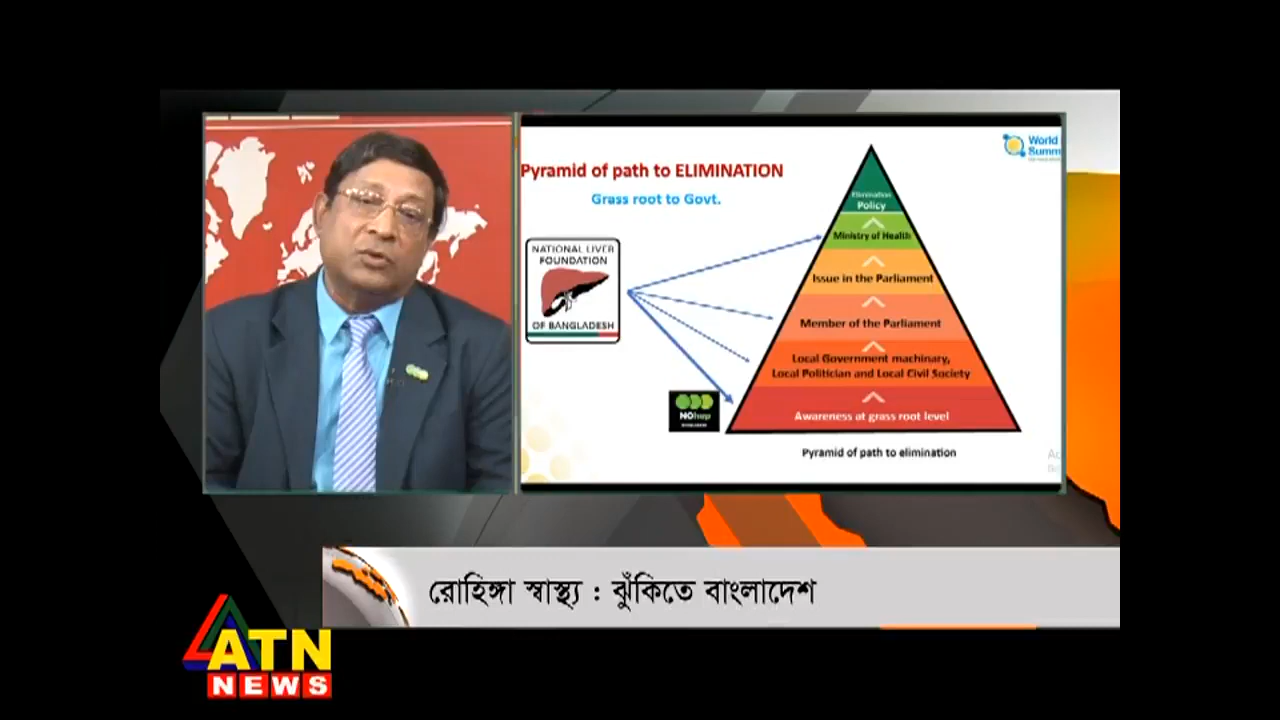 Pyramid of path to ELIMINATION
Grass root to Govt.
NATIONAL LIVER
FOUNDATION
OF BANGLADESH
World
Summ
Elimination
Policy
Ministry of Health
Issue in the Parliament
Member of the Parliament
Local Government machinary,
Local Politician and Local Civil Society
Awareness at grass root level
NOhep
Pyramid of path to elimination
রোহিঙ্গা স্বাস্থ্য : ঝুঁকিতে বাংলাদেশ
ATN
NEWS